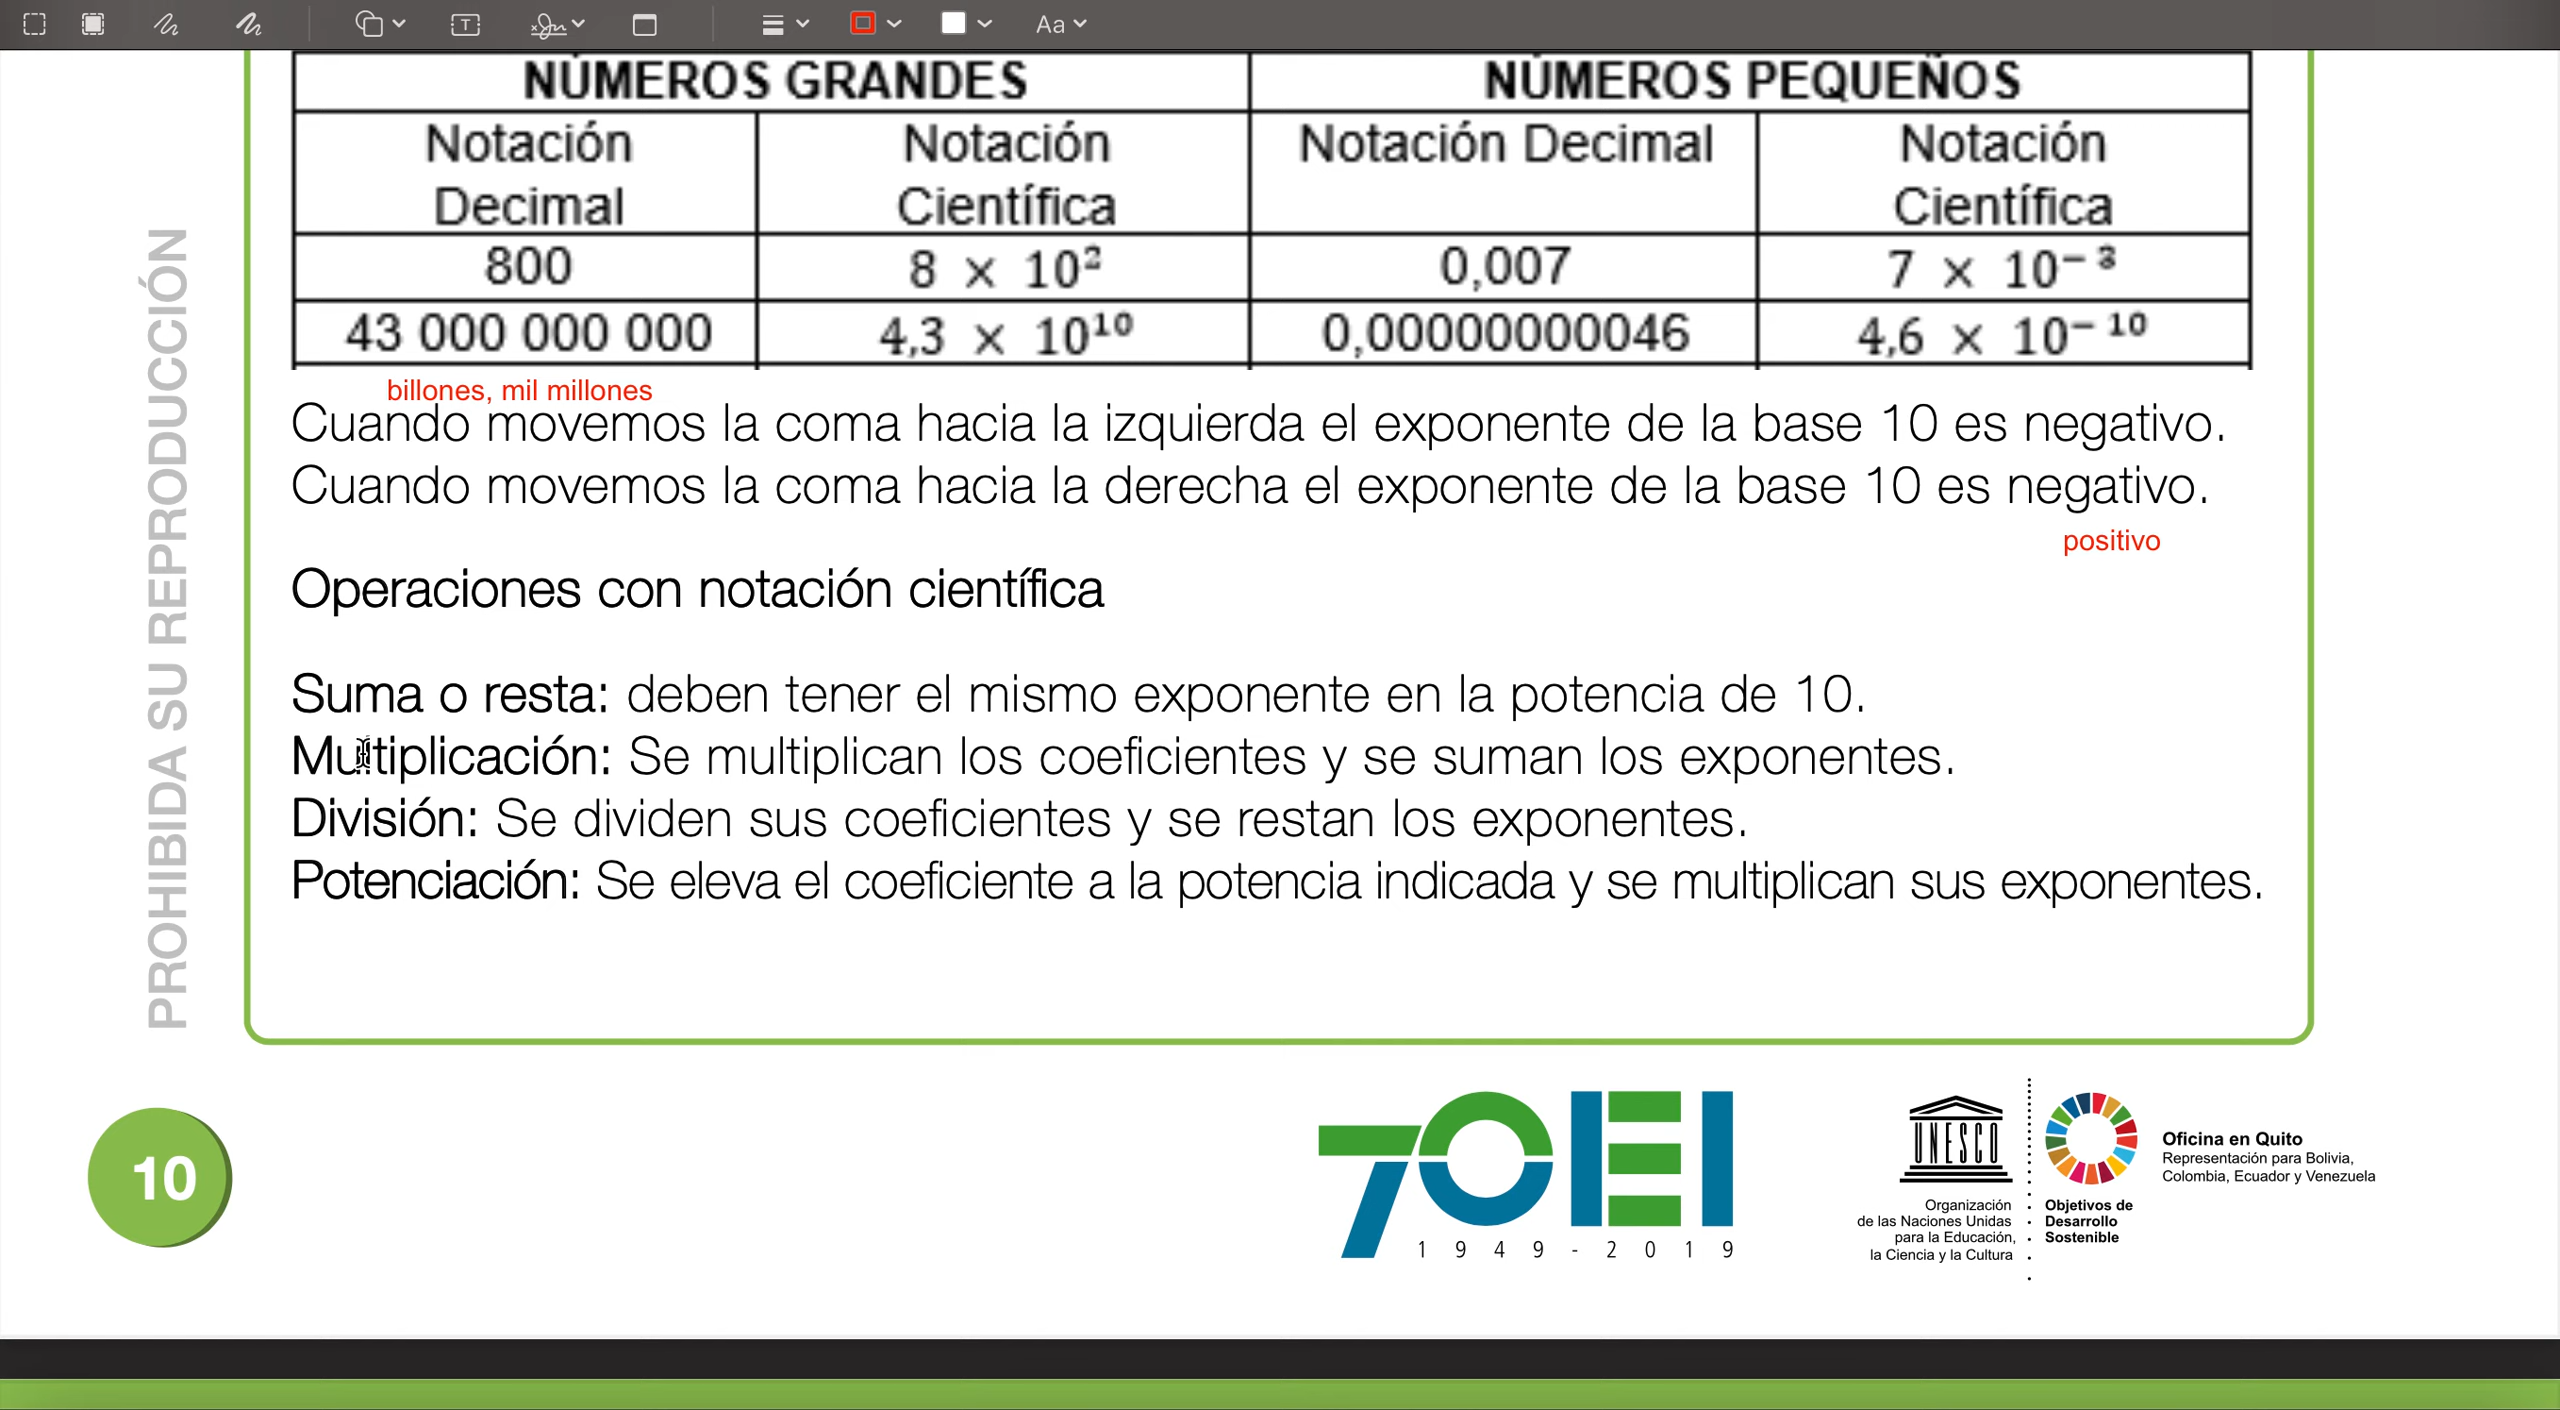 Aa
NÚMEROS GRANDES NÚMEROS PEQUEÑOS
Notación Decimal Notación Científica Notación Decimal Notación Científica
800 8 × 10² 0,007 7 × 10⁻³
43 000 000 000 4,3 × 10¹⁰ 0,00000000046 4,6 × 10⁻¹⁰
billones, mil millones
Cuando movemos la coma hacia la izquierda el exponente de la base 10 es negativo.
Cuando movemos la coma hacia la derecha el exponente de la base 10 es negativo.
positivo
Operaciones con notación científica
Suma o resta: deben tener el mismo exponente en la potencia de 10.
Multiplicación: Se multiplican los coeficientes y se suman los exponentes.
División: Se dividen sus coeficientes y se restan los exponentes.
Potenciación: Se eleva el coeficiente a la potencia indicada y se multiplican sus exponentes.
PROHIBIDA SU REPRODUCCIÓN
10
70EI
1949-2019
UNESCO
Organización
de las Naciones Unidas
para la Educación,
la Ciencia y la Cultura
Objetivos de
Desarrollo
Sostenible
Oficina en Quito
Representación para Bolivia,
Colombia, Ecuador y Venezuela